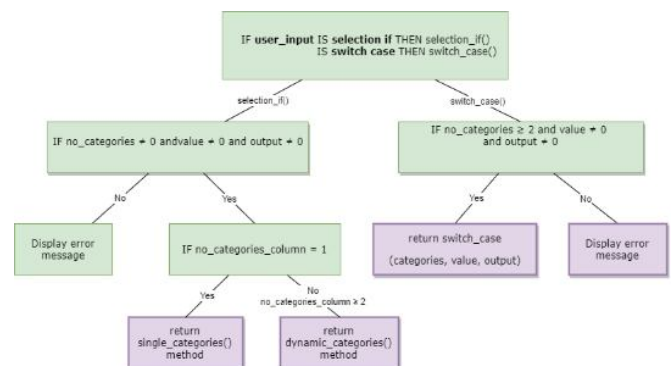 IF user_input IS selection if THEN selection_if()
IS switch case THEN switch_case()
selection_if()
switch_case()
IF no_categories ≠ 0 andvalue ≠ 0 and output ≠ 0
IF no_categories ≥ 2 and value ≠ 0
and output ≠ 0
No
Yes
Yes
No
Display error
message
IF no_categories_column = 1
return switch_case
(categories, value, output)
Display error
message
Yes
No
no_categories_column ≥ 2
return
single_categories()
method
return
dynamic_categories()
method